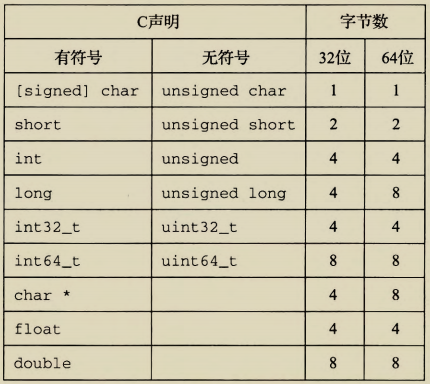 C声明 字节数
有符号 无符号 32位 64位
[signed] char unsigned char 1 1
short unsigned short 2 2
int unsigned 4 4
long unsigned long 4 8
int32_t uint32_t 4 4
int64_t uint64_t 8 8
char * 4 8
float 4 4
double 8 8